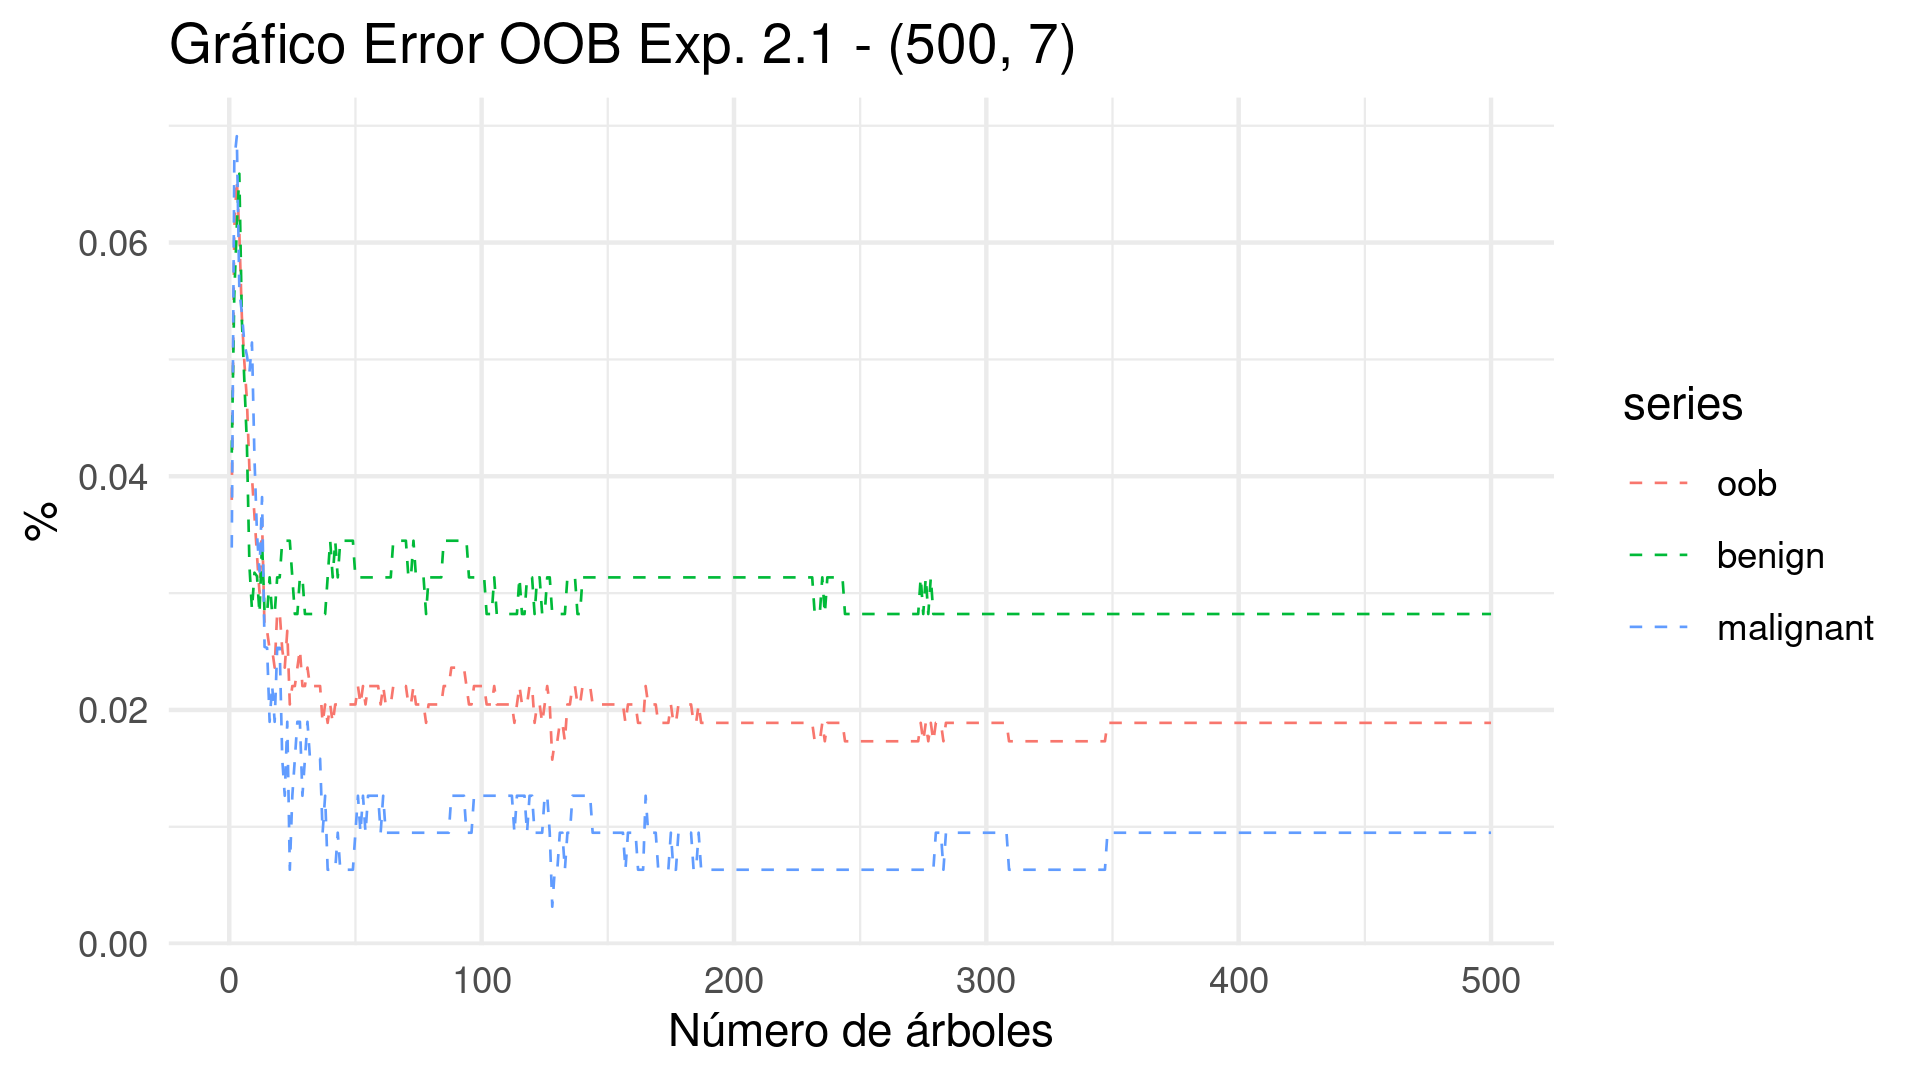 Gráfico Error OOB Exp. 2.1 - (500, 7)
%
0.06
0.04
0.02
0.00
0 100 200 300 400 500
Número de árboles
series
oob
benign
malignant